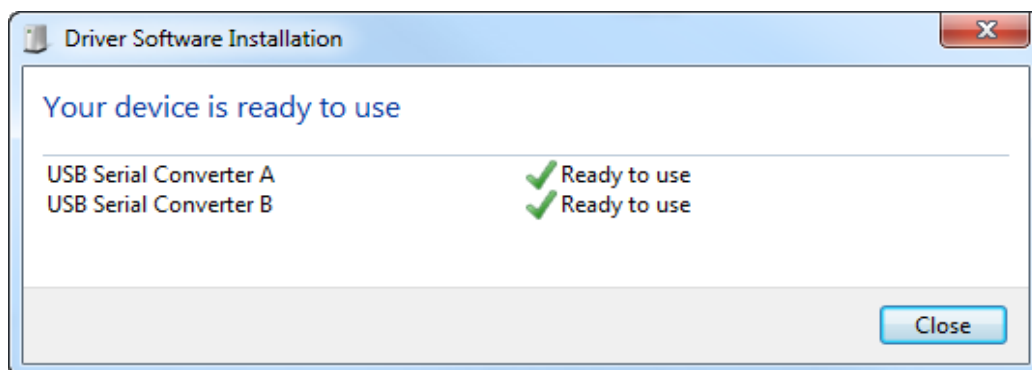 Driver Software Installation
Your device is ready to use
USB Serial Converter A Ready to use
USB Serial Converter B Ready to use
Close